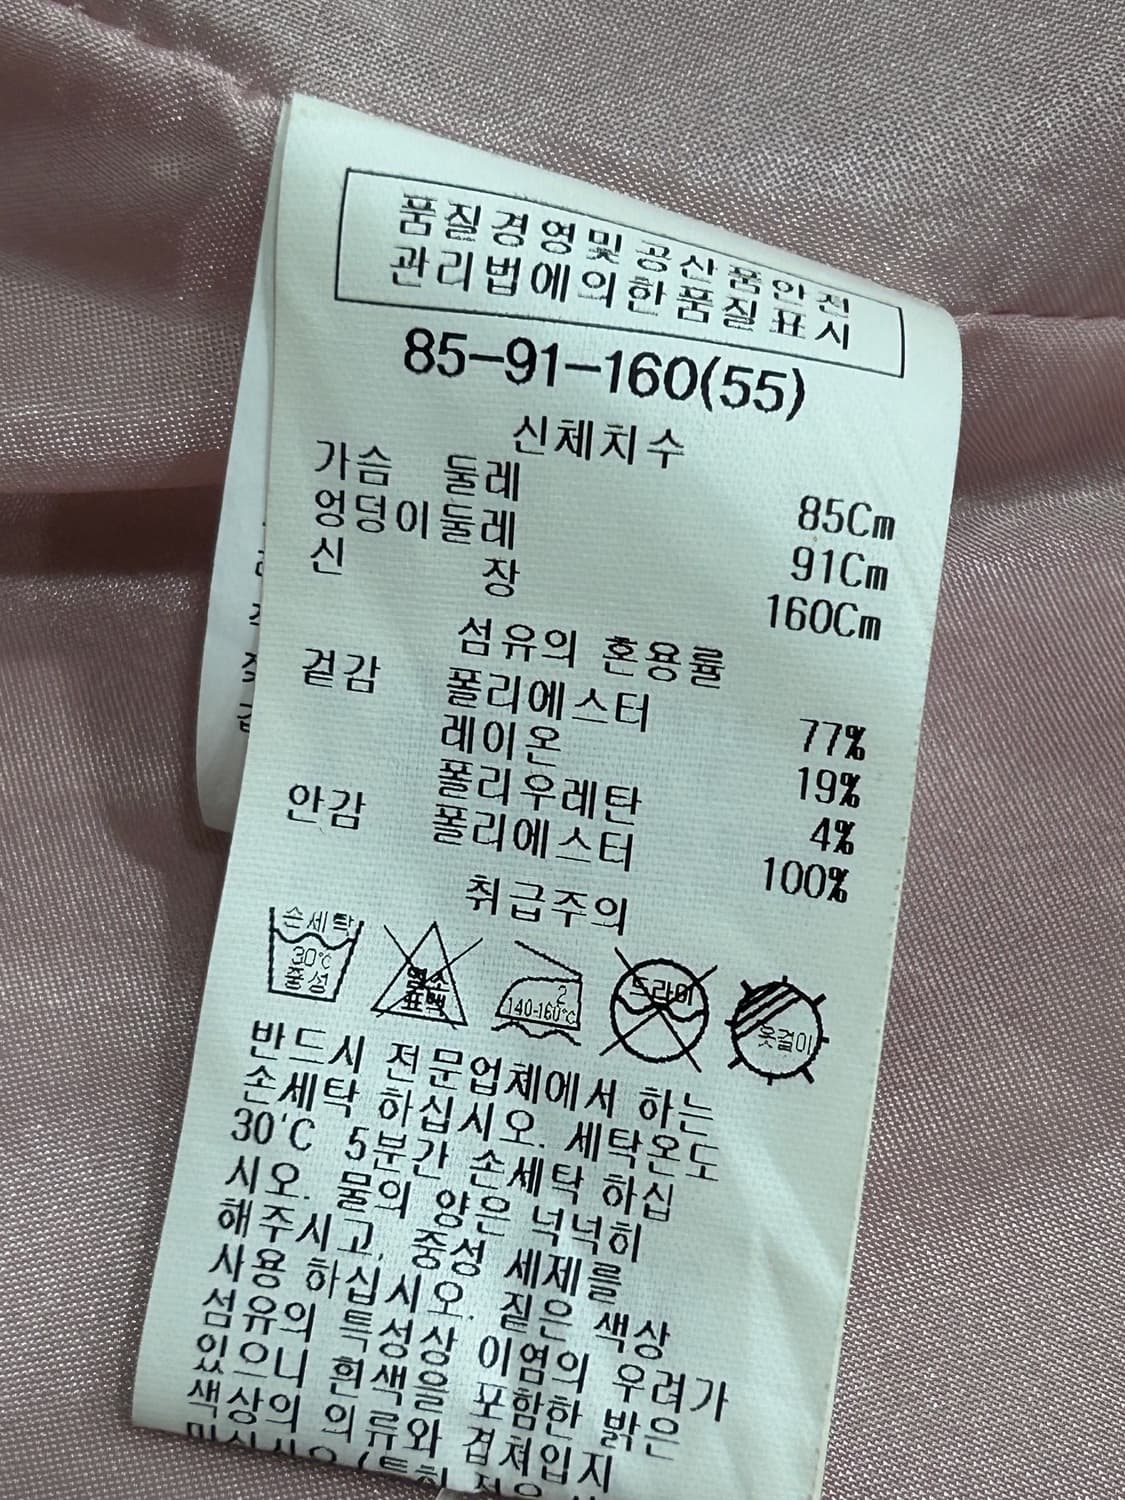 품질경영및 공산품안전
관리법에의한품질표시
85-91-160(55)
신체치수
가슴 둘레 85Cm
엉덩이둘레 91Cm
신 장 160Cm
섬유의 혼용률
겉감 폴리에스터 77%
레이온 19%
폴리우레탄 4%
안감 폴리에스터 100%
취급주의
손세탁 30℃ 중성
염소 표백
2 140-160℃
드라이
옷걸이
반드시 전문업체에서 하는
손세탁 하십시오. 세탁온도
30'C 5분간 손세탁 하십
시오. 물의 양은 넉넉히
해주시고, 중성 세제를
사용 하십시오. 짙은 색상
섬유의 특성상 이염의 우려가
있으니 흰색을 포함한 밝은
색상의 의류와 겹쳐입지